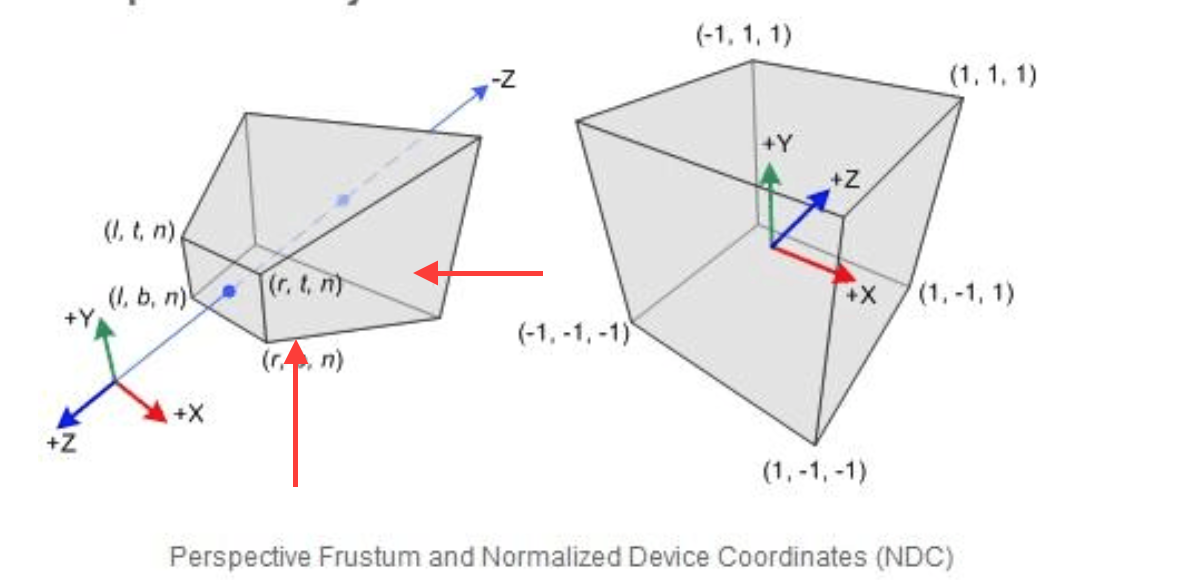 (-1, 1, 1)
(1, 1, 1)
-Z
+Y
+Z
(l, t, n)
(r, t, n)
(l, b, n)
+X
(1, -1, 1)
+Y
(-1, -1, -1)
(r, , n)
+X
+Z
(1, -1, -1)
Perspective Frustum and Normalized Device Coordinates (NDC)